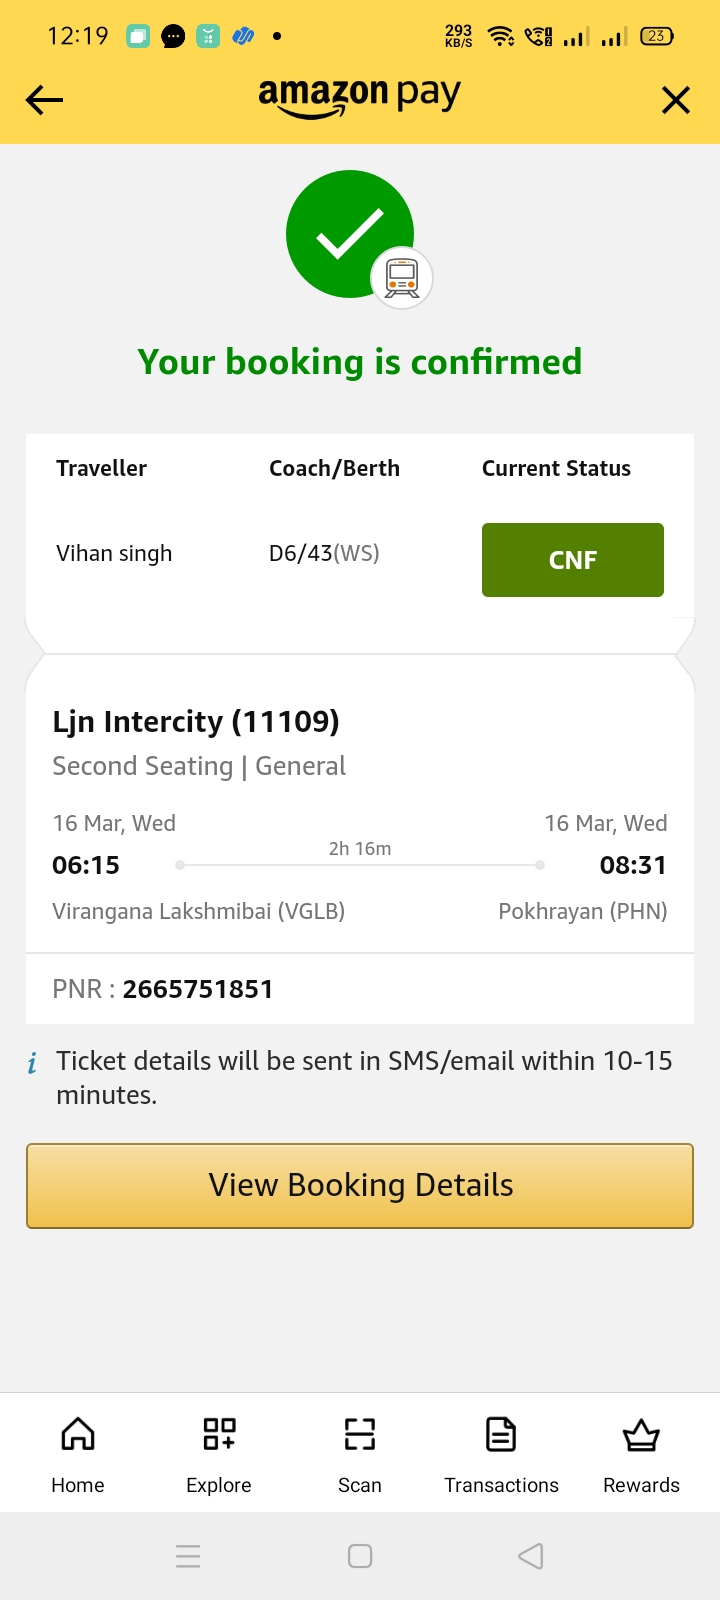 12:19 293 KB/S 23
amazon pay
Your booking is confirmed
Traveller Coach/Berth Current Status
Vihan singh D6/43(WS) CNF
Ljn Intercity (11109)
Second Seating | General
16 Mar, Wed 16 Mar, Wed
2h 16m
06:15 08:31
Virangana Lakshmibai (VGLB) Pokhrayan (PHN)
PNR : 2665751851
i Ticket details will be sent in SMS/email within 10-15
minutes.
View Booking Details
Home Explore Scan Transactions Rewards